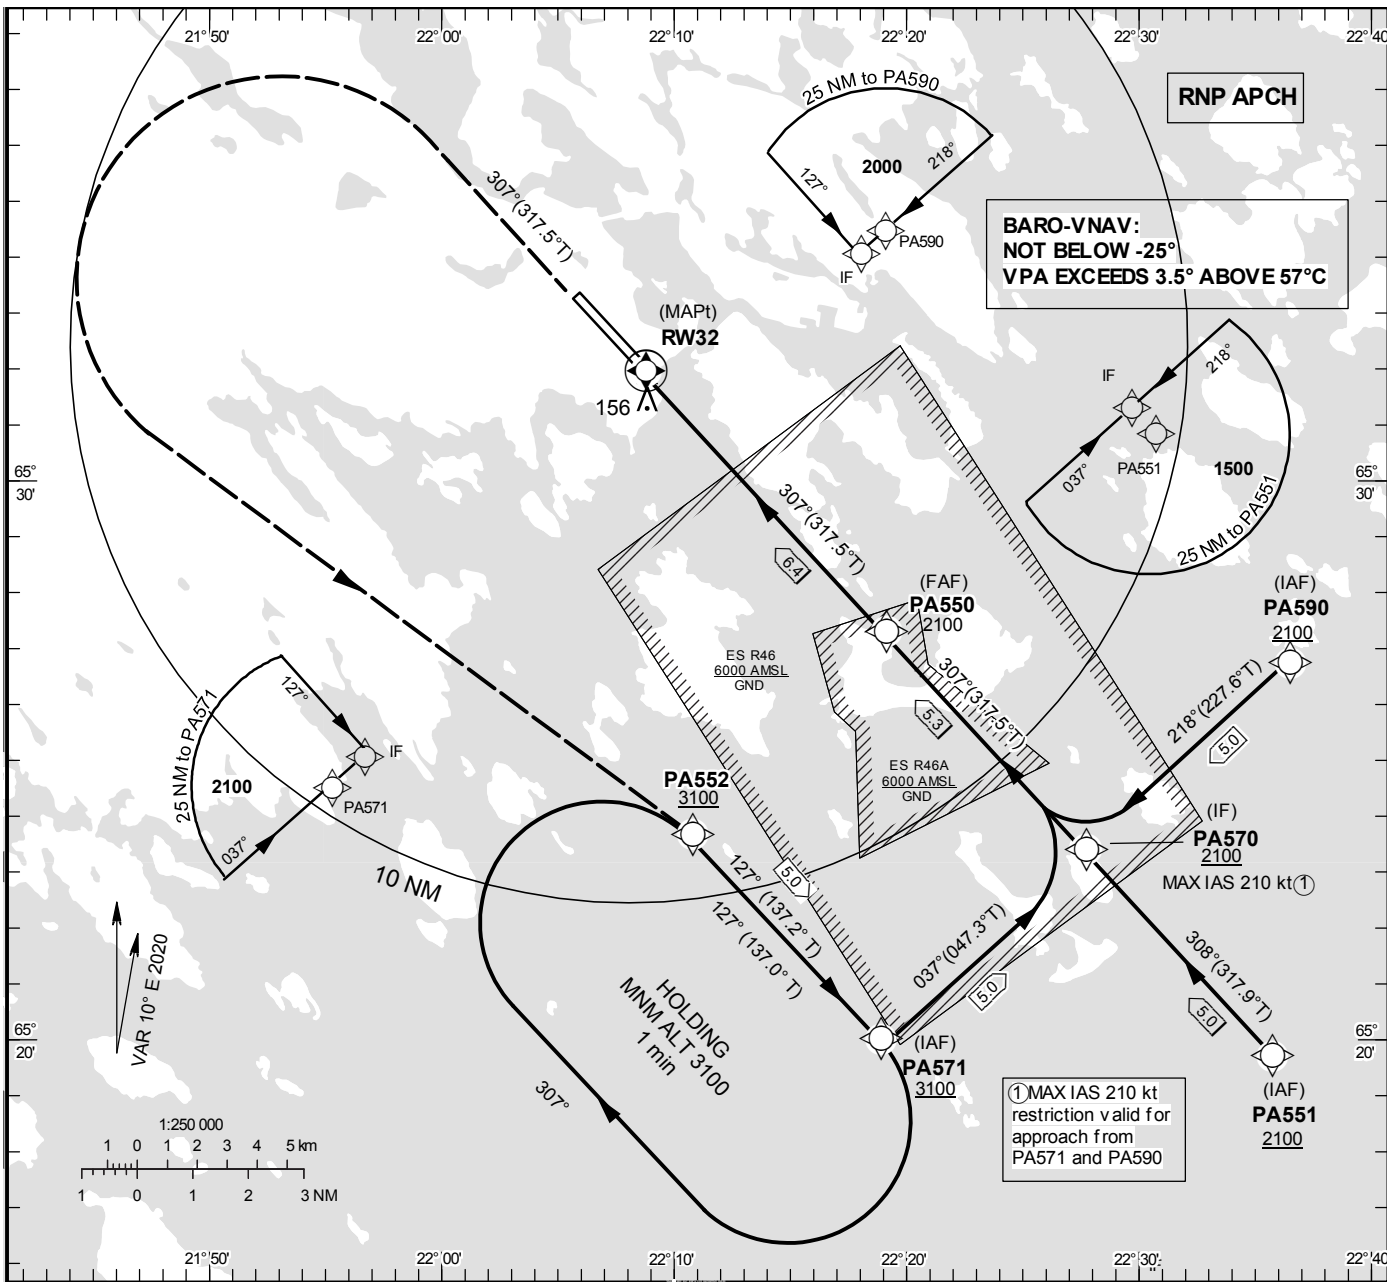 21° 50'
22° 00'
22° 10'
22° 20'
22° 30'
22° 40'
RNP APCH
25 NM to PA590
2000
127°
218°
PA590
IF
BARO-VNAV:
NOT BELOW -25°
VPA EXCEEDS 3.5° ABOVE 57°C
307°(317.5°T)
(MAPt)
RW32
156
IF
218°
037°
PA551
1500
25 NM to PA551
65°
30'
65°
30'
307°(317.5°T)
6.4
(FAF)
PA550
2100
(IAF)
PA590
2100
ES R46
6000 AMSL
GND
307°(317.5°T)
5.3
218°(227.6°T)
5.0
25 NM to PA571
127°
IF
2100
PA571
037°
ES R46A
6000 AMSL
GND
PA552
3100
(IF)
PA570
2100
MAX IAS 210 kt①
10 NM
5.0
127° (137.2° T)
127° (137.0° T)
037°(047.3°T)
5.0
308°(317.9°T)
5.0
VAR 10° E 2020
HOLDING
MNM ALT 3100
1 min
307°
65°
20'
65°
20'
(IAF)
PA571
3100
(IAF)
PA551
2100
①MAX IAS 210 kt
restriction valid for
approach from
PA571 and PA590
1:250 000
1 0 1 2 3 4 5 km
1 0 1 2 3 NM
21° 50'
22° 00'
22° 10'
22° 20'
22° 30'
22° 40'